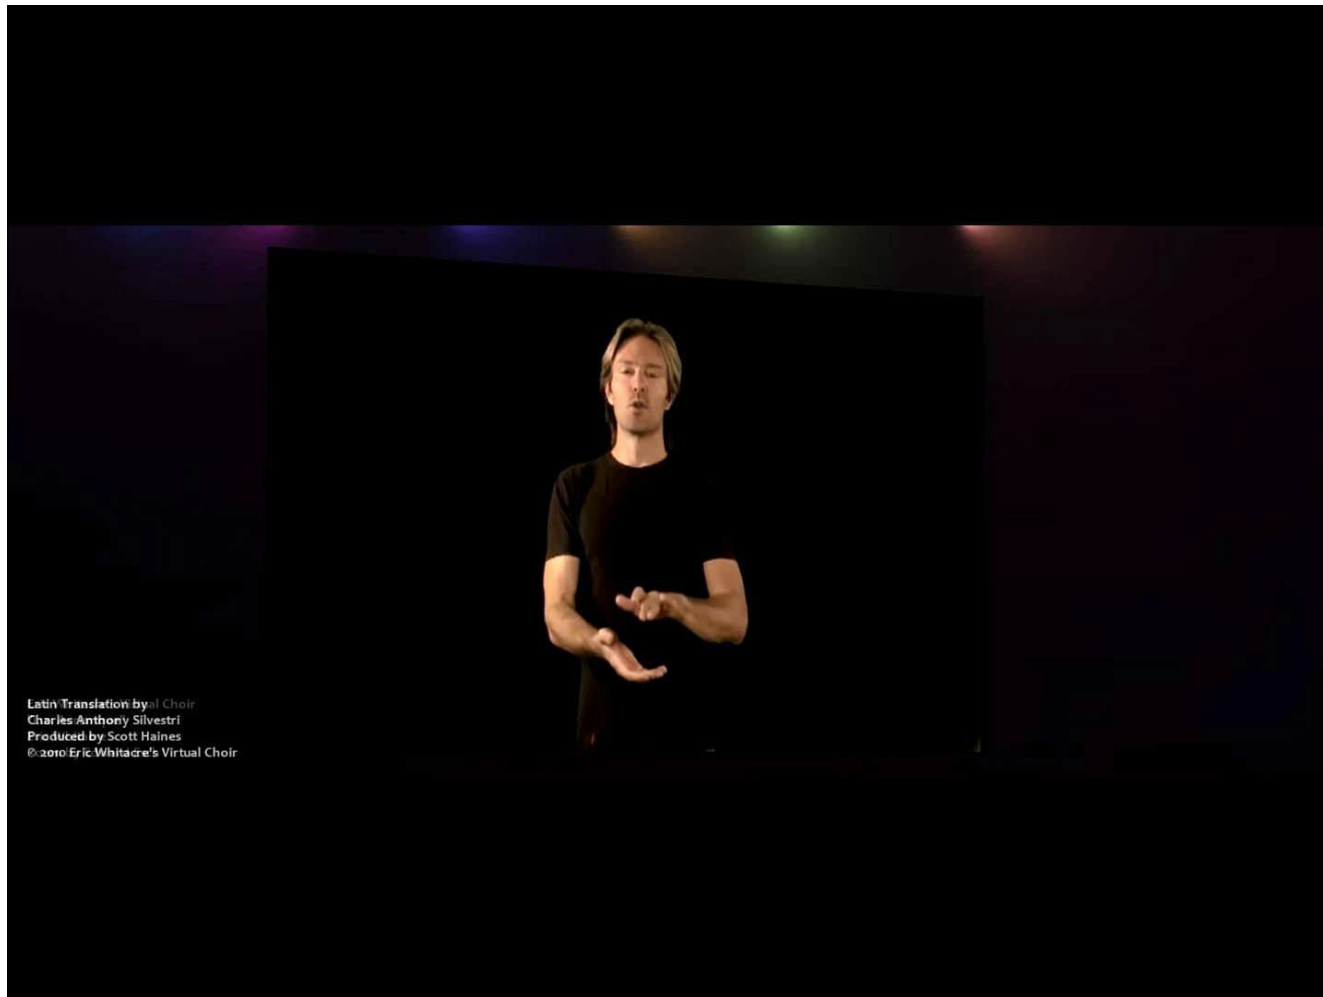 Latin Translation by
Charles Anthony Silvestri
Produced by Scott Haines
© 2010 Eric Whitacre's Virtual Choir